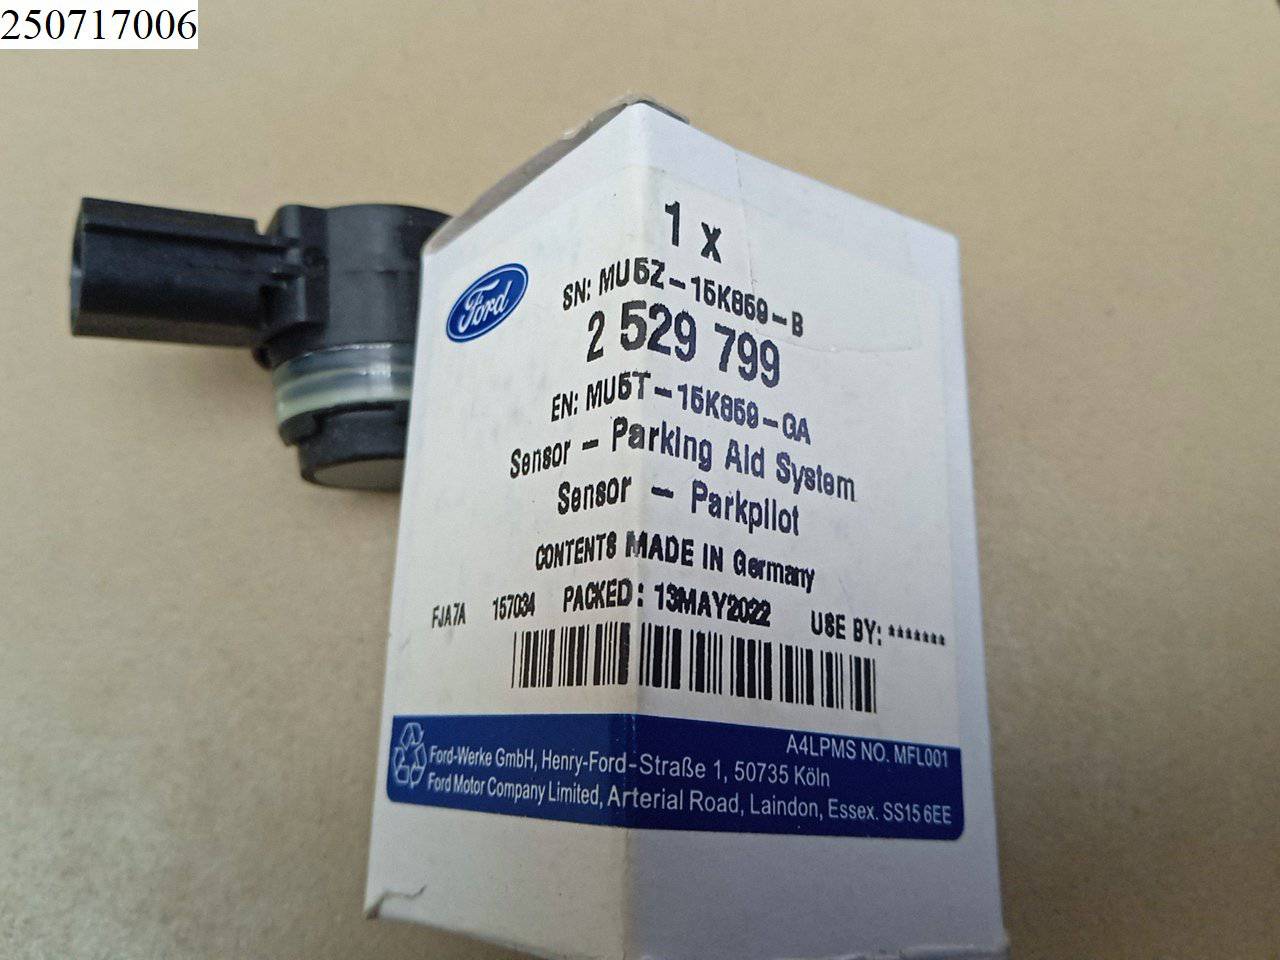 250717006
1 x
Ford
SN: MU5Z-15K859-B
2 529 799
EN: MU5T-15K859-GA
Sensor - Parking Aid System
Sensor - Parkpilot
CONTENTS MADE IN Germany
FJA7A 157034 PACKED: 13MAY2022 USE BY: *******
A4LPMS NO. MFL001
Ford-Werke GmbH, Henry-Ford-Straße 1, 50735 Köln
Ford Motor Company Limited, Arterial Road, Laindon, Essex. SS15 6EE